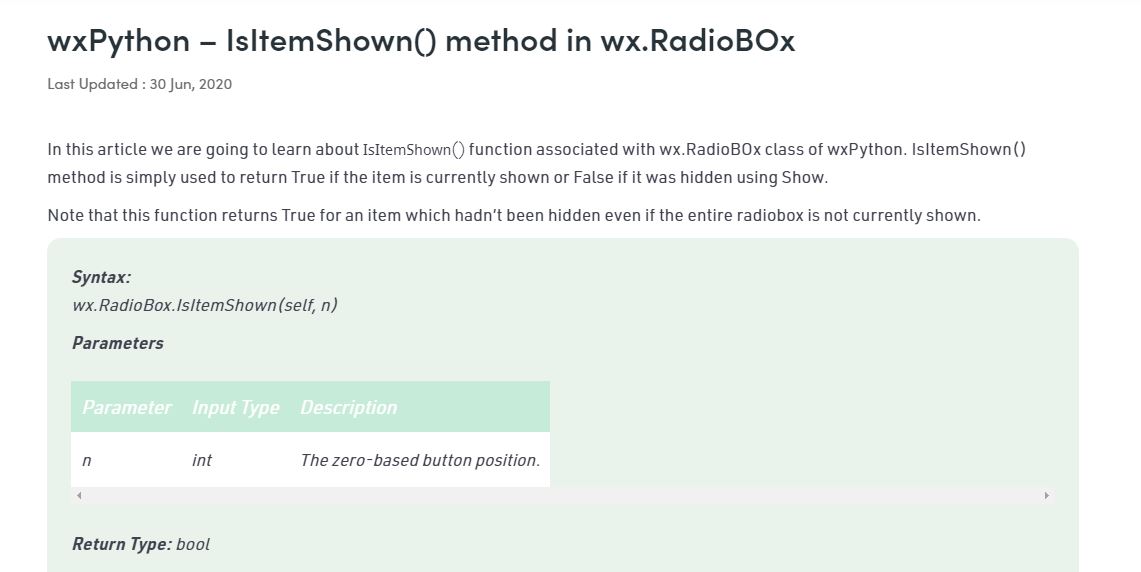 wxPython – IsItemShown() method in wx.RadioBOx
Last Updated : 30 Jun, 2020
In this article we are going to learn about IsItemShown() function associated with wx.RadioBOx class of wxPython. IsItemShown()
method is simply used to return True if the item is currently shown or False if it was hidden using Show.
Note that this function returns True for an item which hadn’t been hidden even if the entire radiobox is not currently shown.
Syntax:
wx.RadioBox.IsItemShown(self, n)
Parameters
Parameter Input Type Description
n int The zero-based button position.
Return Type: bool